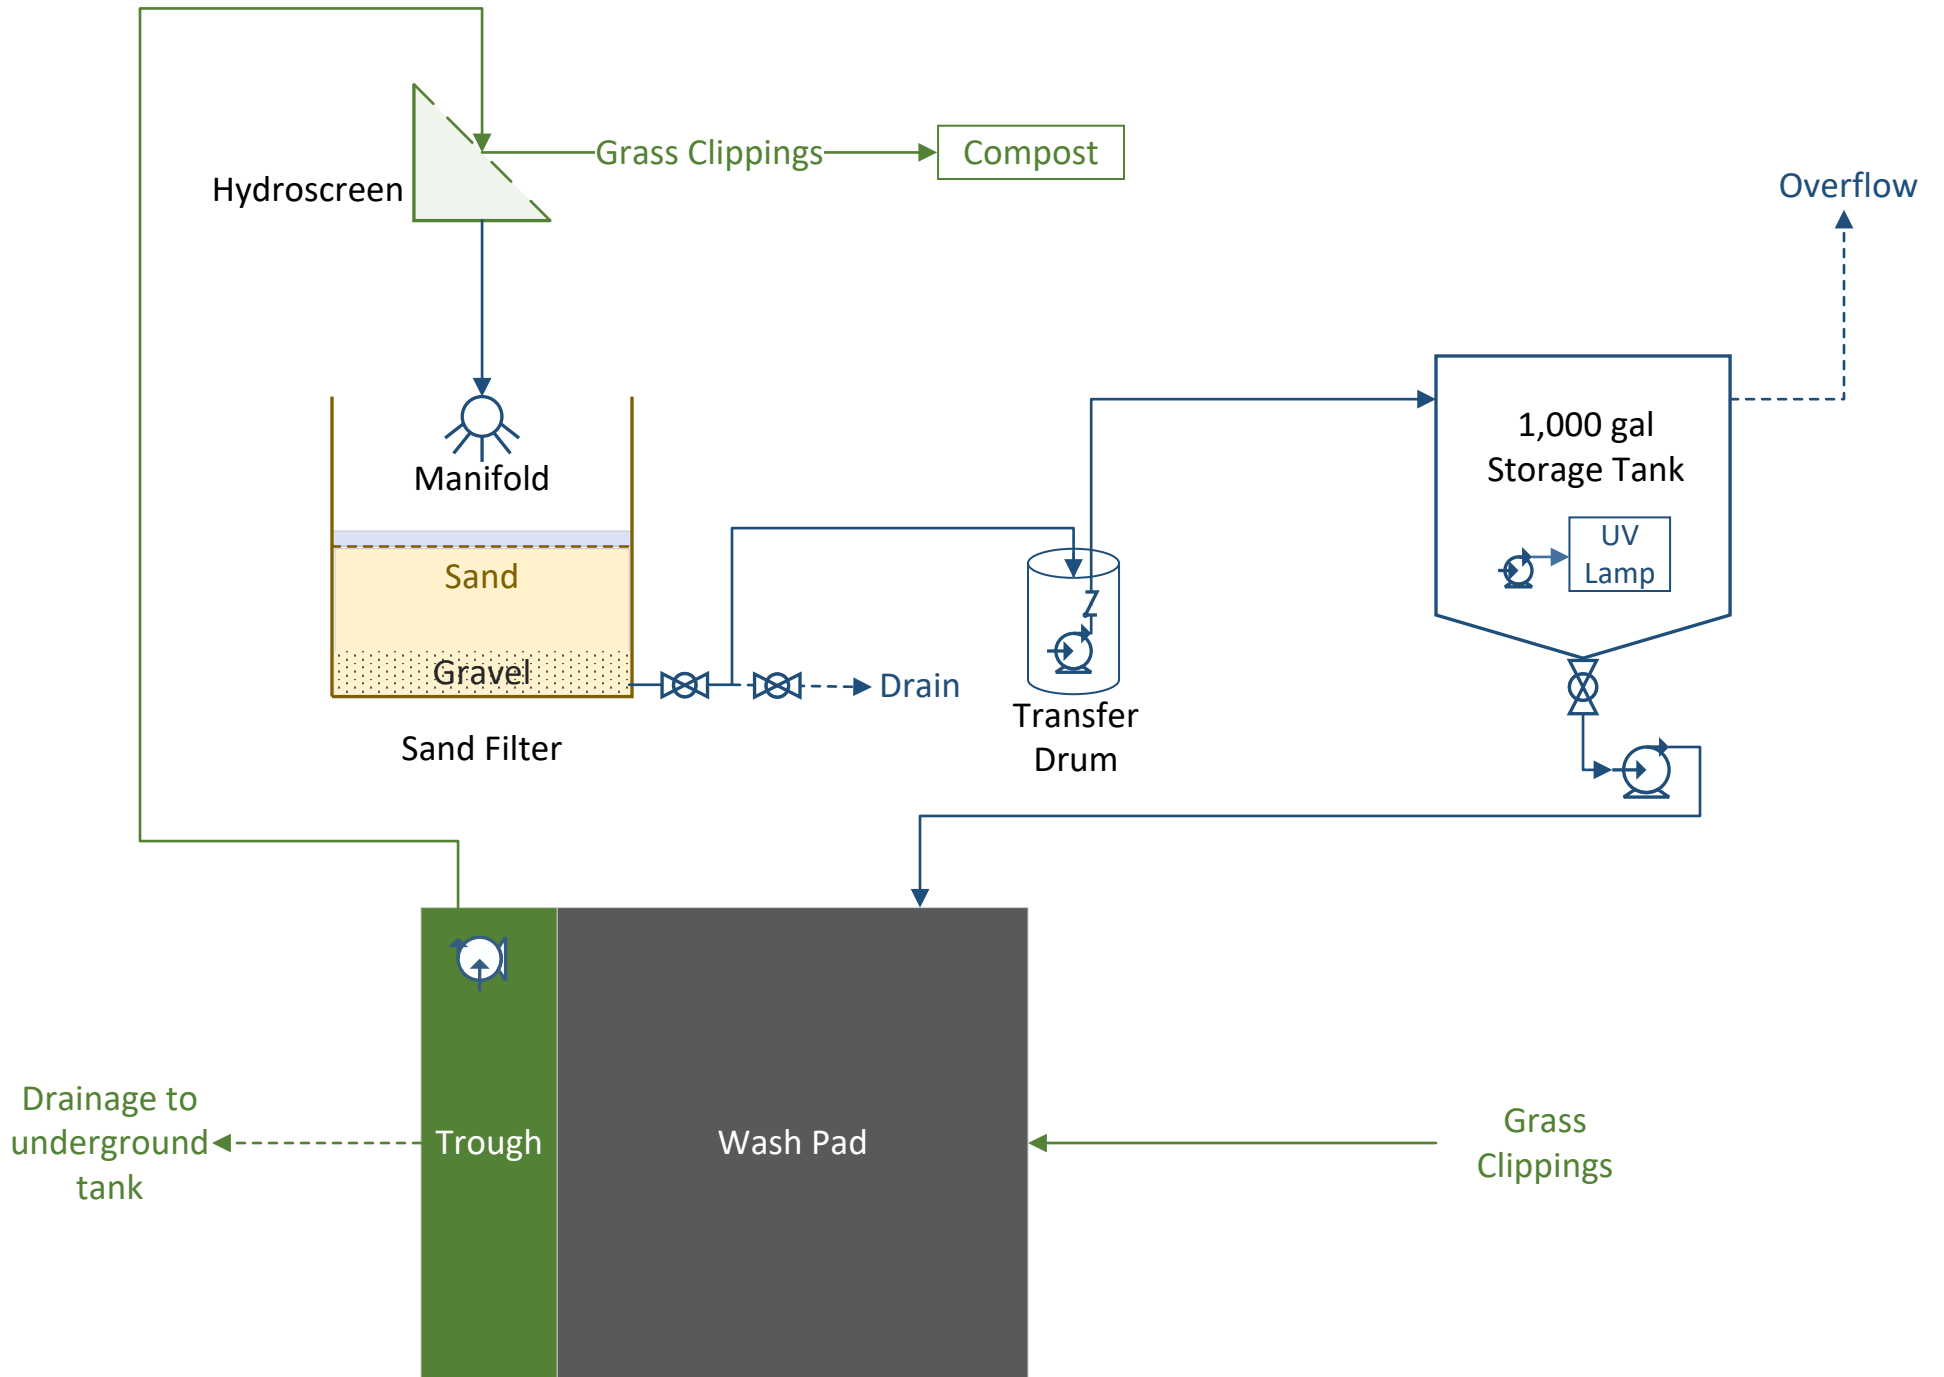 Grass Clippings
Compost
Hydroscreen
Overflow
Manifold
1,000 gal
Storage Tank
UV
Lamp
Sand
Gravel
Drain
Sand Filter
Transfer
Drum
Drainage to
underground
tank
Trough
Wash Pad
Grass
Clippings